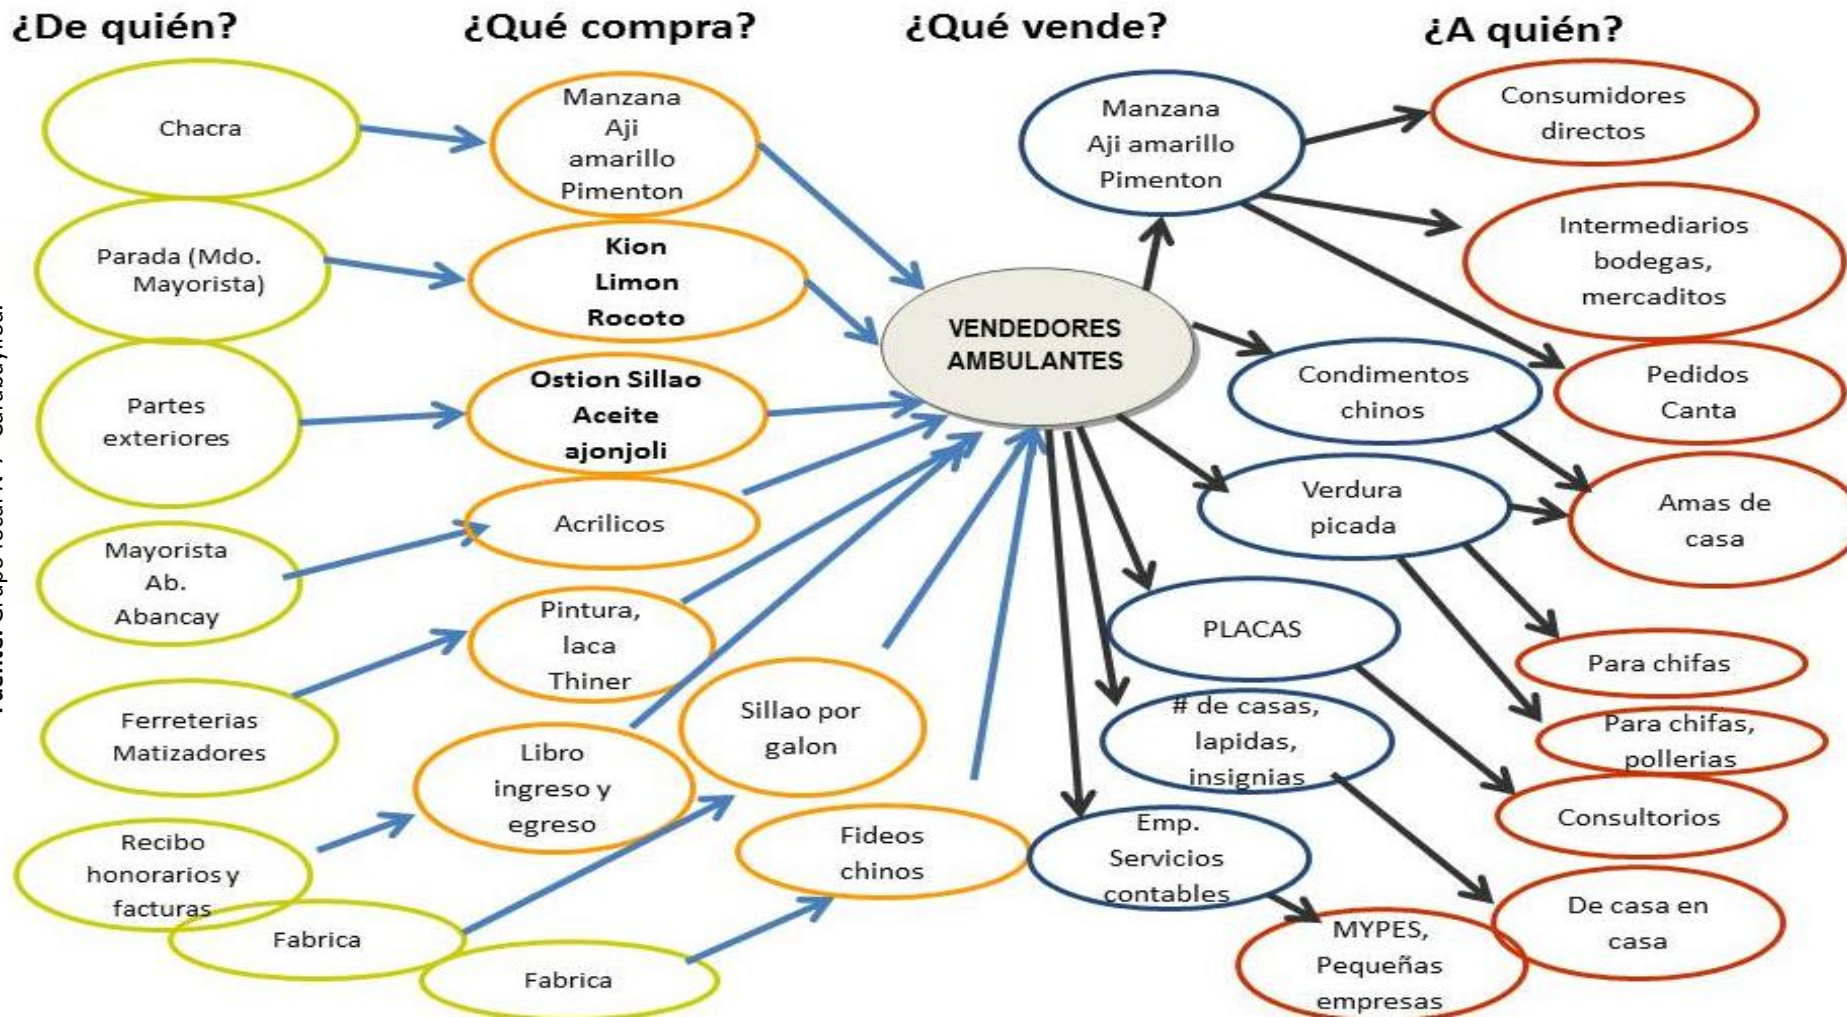 ¿De quién?
¿Qué compra?
¿Qué vende?
¿A quién?
Chacra
Parada (Mdo.
Mayorista)
Partes
exteriores
Mayorista
Ab.
Abancay
Ferreterias
Matizadores
Recibo
honorarios y
facturas
Fabrica
Fabrica
Manzana
Aji
amarillo
Pimenton
Kion
Limon
Rocoto
Ostion Sillao
Aceite
ajonjoli
Acrilicos
Pintura,
laca
Thiner
Libro
ingreso y
egreso
Sillao por
galon
Fideos
chinos
VENDEDORES
AMBULANTES
Manzana
Aji amarillo
Pimenton
Condimentos
chinos
Verdura
picada
PLACAS
# de casas,
lapidas,
insignias
Emp.
Servicios
contables
Consumidores
directos
Intermediarios
bodegas,
mercaditos
Pedidos
Canta
Amas de
casa
Para chifas
Para chifas,
pollerias
Consultorios
De casa en
casa
MYPES,
Pequeñas
empresas